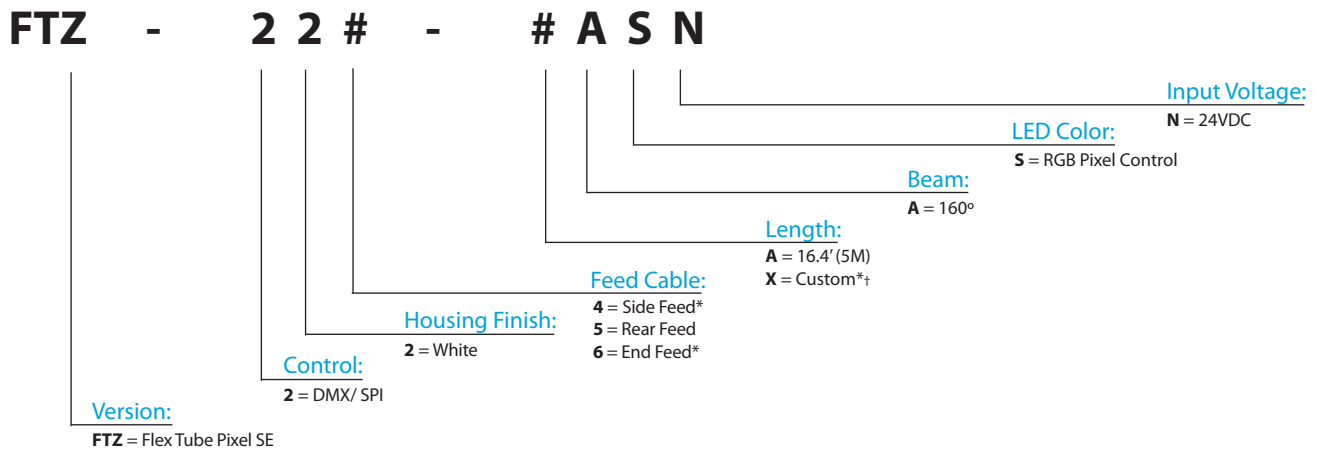 FTZ - 2 2 # - # A S N
Input Voltage:
N = 24VDC
LED Color:
S = RGB Pixel Control
Beam:
A = 160º
Length:
A = 16.4' (5M)
X = Custom*†
Feed Cable:
4 = Side Feed*
5 = Rear Feed
6 = End Feed*
Housing Finish:
2 = White
Control:
2 = DMX/ SPI
Version:
FTZ = Flex Tube Pixel SE